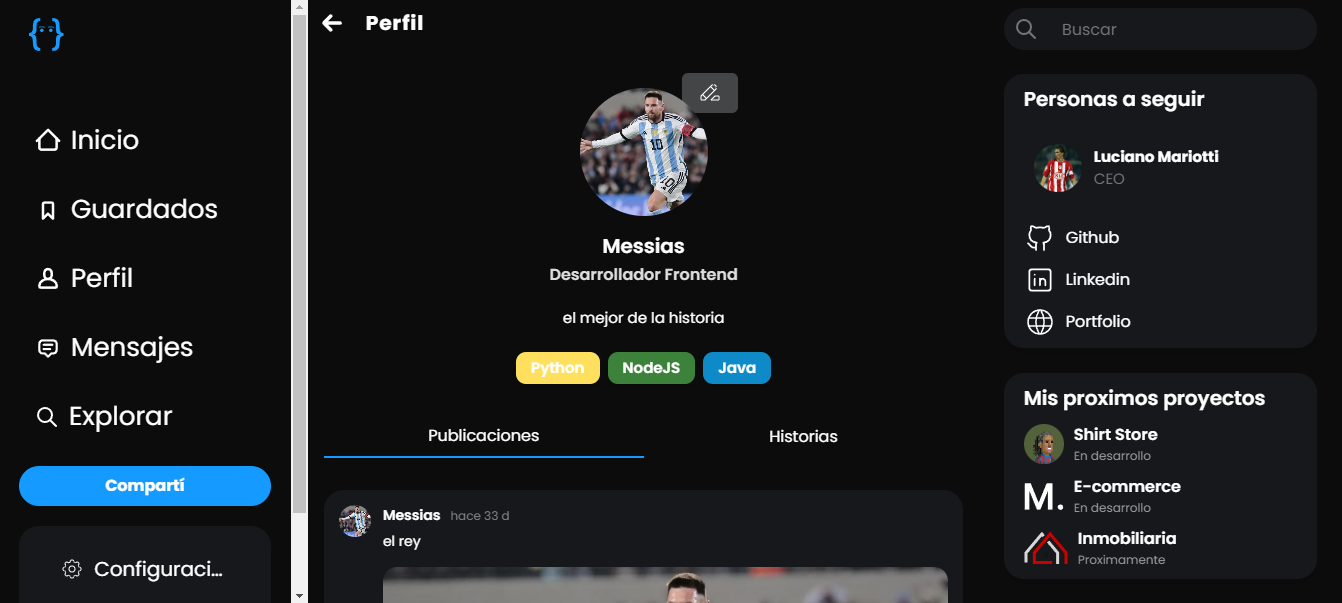 { }
Inicio
Guardados
Perfil
Mensajes
Explorar
Compartí
Configuraci...
Perfil
Messias
Desarrollador Frontend
el mejor de la historia
Python NodeJS Java
Publicaciones Historias
Messias hace 33 d
el rey
Buscar
Personas a seguir
Luciano Mariotti
CEO
Github
Linkedin
Portfolio
Mis proximos proyectos
Shirt Store
En desarrollo
M.
E-commerce
En desarrollo
Inmobiliaria
Proximamente